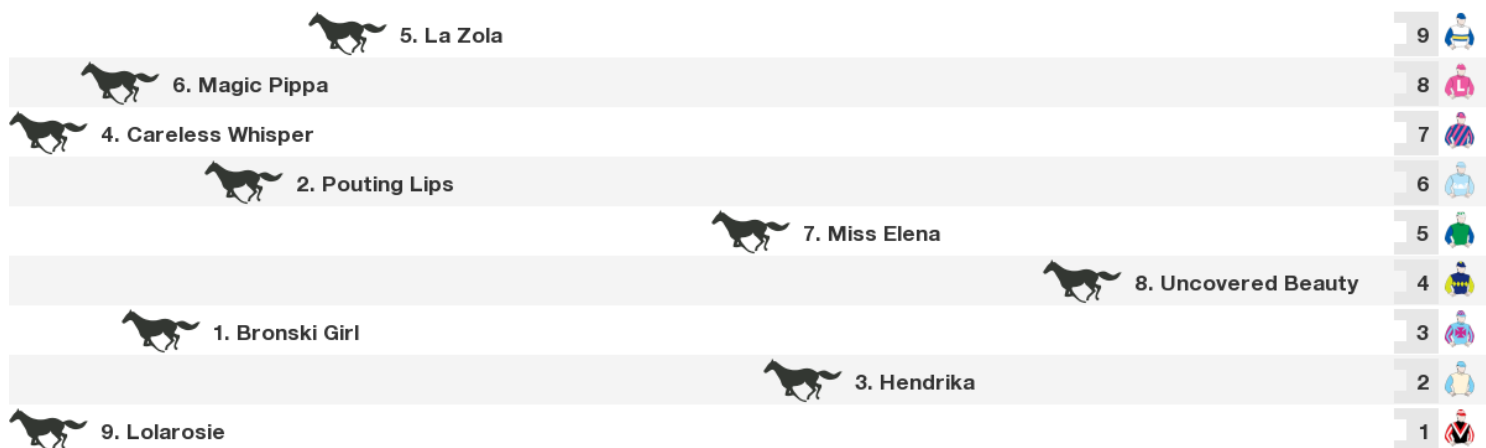 5. La Zola 9
6. Magic Pippa 8 L
4. Careless Whisper 7
2. Pouting Lips 6
7. Miss Elena 5
8. Uncovered Beauty 4
1. Bronski Girl 3
3. Hendrika 2
9. Lolarosie 1